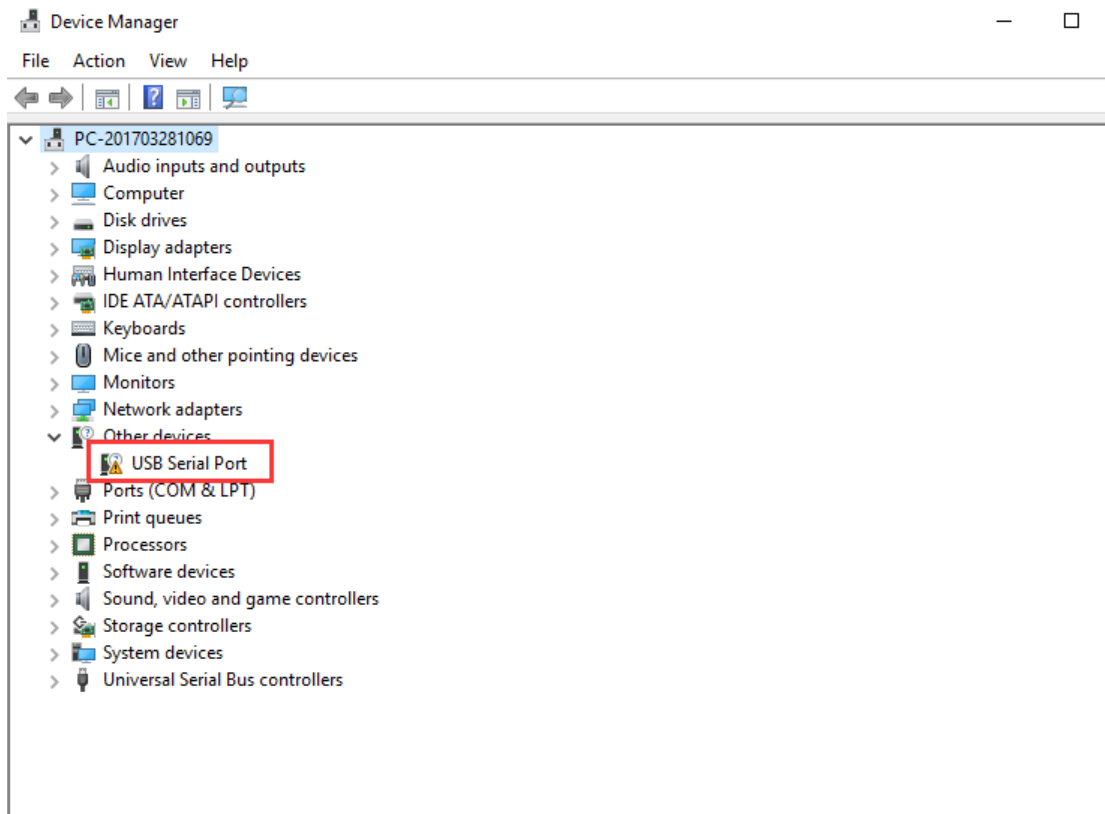 Device Manager
File Action View Help
PC-201703281069
Audio inputs and outputs
Computer
Disk drives
Display adapters
Human Interface Devices
IDE ATA/ATAPI controllers
Keyboards
Mice and other pointing devices
Monitors
Network adapters
Other devices
USB Serial Port
Ports (COM & LPT)
Print queues
Processors
Software devices
Sound, video and game controllers
Storage controllers
System devices
Universal Serial Bus controllers